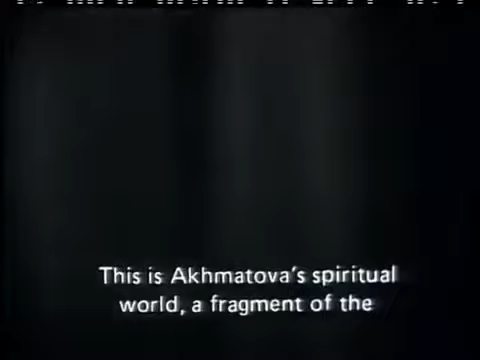 This is Akhmatova's spiritual
world, a fragment of the